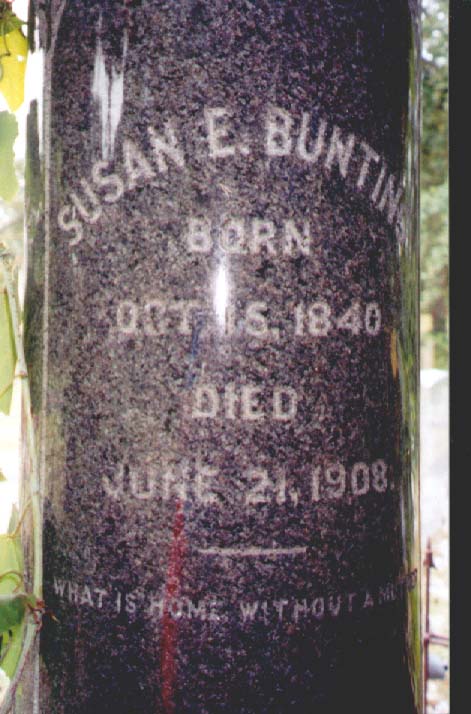 SUSAN E. BUNTING
BORN
OCT. 15, 1840
DIED
JUNE 21, 1908.
WHAT IS HOME WITHOUT A